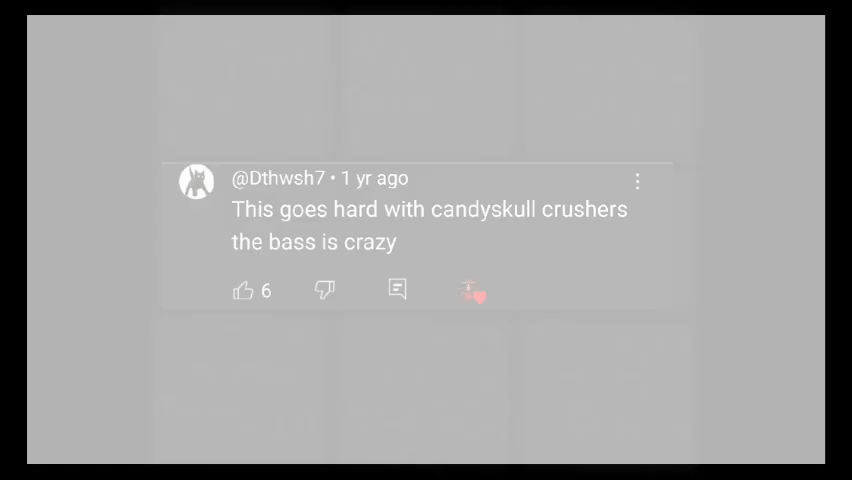 @Dthwsh7 • 1 yr ago
This goes hard with candyskull crushers
the bass is crazy
6